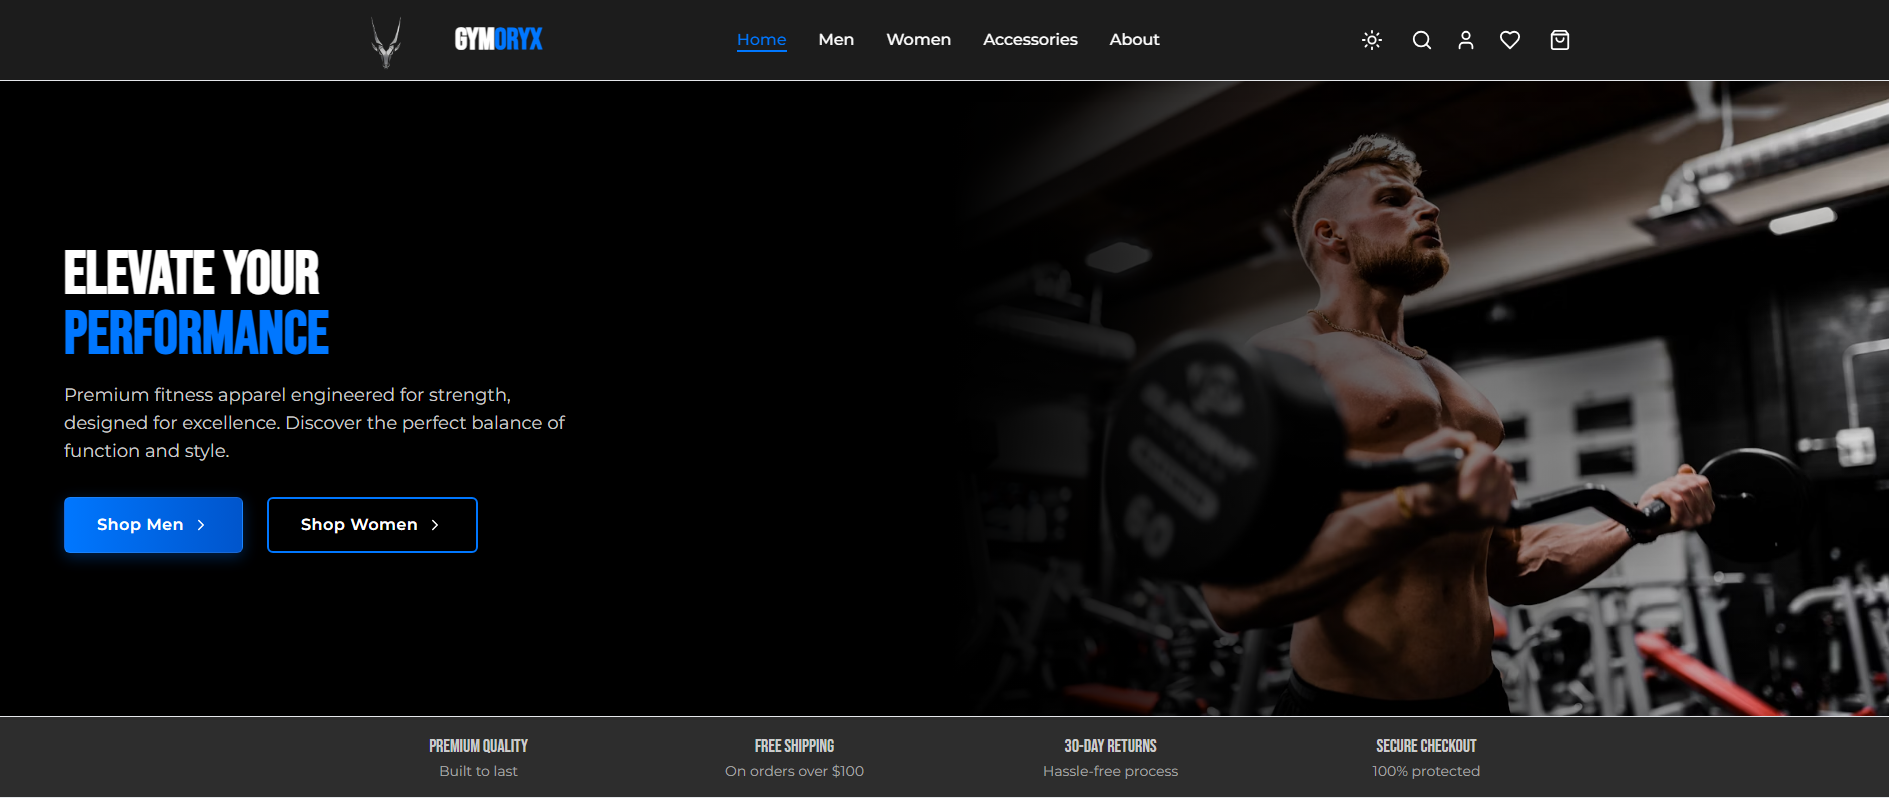 GYMORYX
Home
Men
Women
Accessories
About
ELEVATE YOUR
PERFORMANCE
Premium fitness apparel engineered for strength,
designed for excellence. Discover the perfect balance of
function and style.
Shop Men
Shop Women
60
PREMIUM QUALITY
Built to last
FREE SHIPPING
On orders over $100
30-DAY RETURNS
Hassle-free process
SECURE CHECKOUT
100% protected